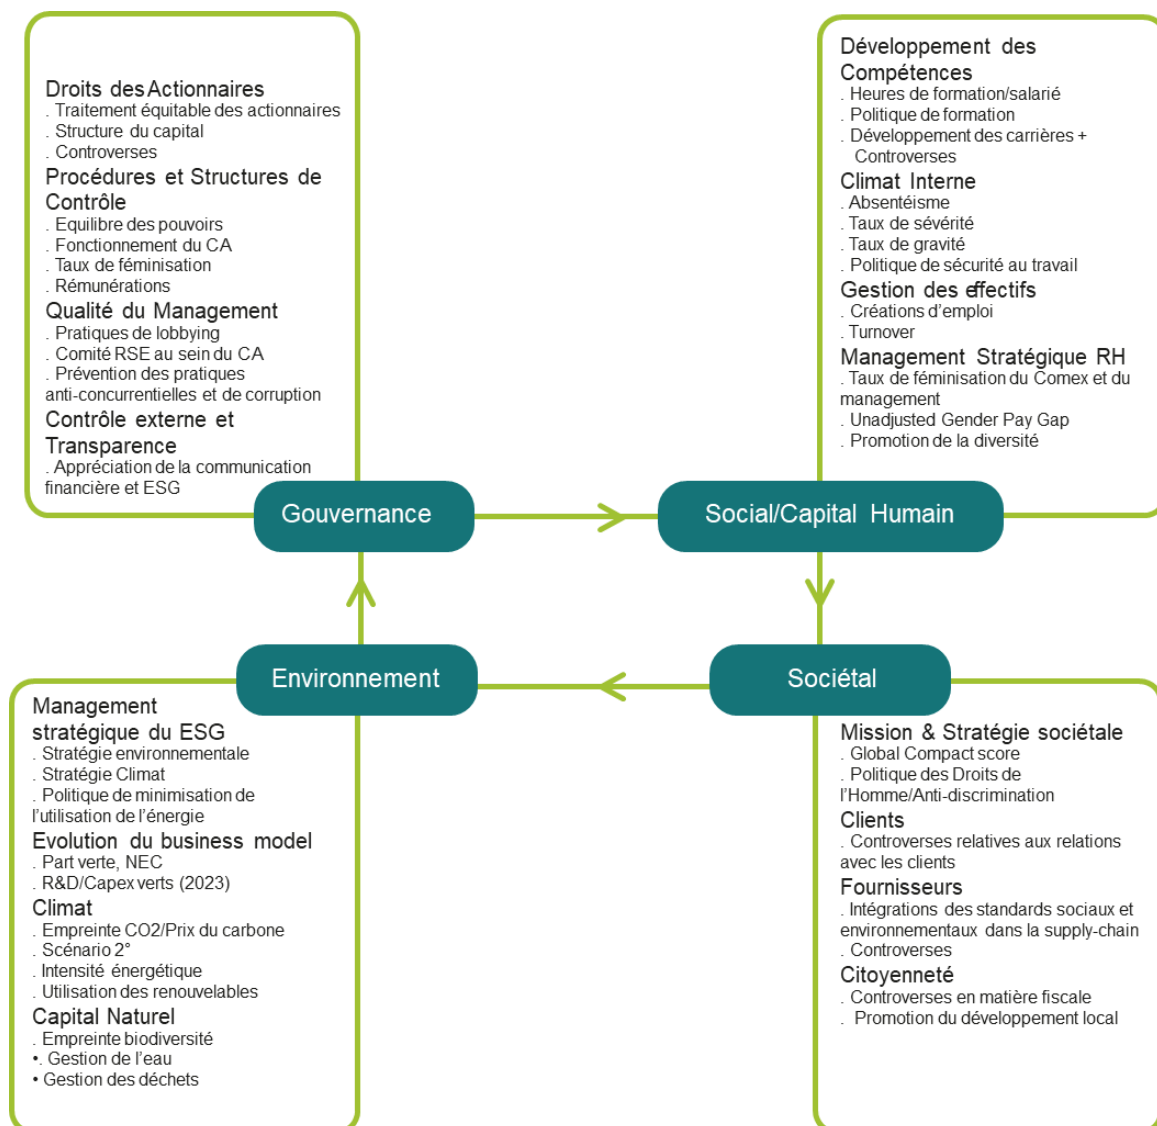 Droits des Actionnaires
. Traitement équitable des actionnaires
. Structure du capital
. Controverses
Procédures et Structures de
Contrôle
. Equilibre des pouvoirs
. Fonctionnement du CA
. Taux de féminisation
. Rémunérations
Qualité du Management
. Pratiques de lobbying
. Comité RSE au sein du CA
. Prévention des pratiques
anti-concurrentielles et de corruption
Contrôle externe et
Transparence
. Appréciation de la communication
financière et ESG
Gouvernance
Développement des
Compétences
. Heures de formation/salarié
. Politique de formation
. Développement des carrières +
Controverses
Climat Interne
. Absentéisme
. Taux de sévérité
. Taux de gravité
. Politique de sécurité au travail
Gestion des effectifs
. Créations d'emploi
. Turnover
Management Stratégique RH
. Taux de féminisation du Comex et du
management
. Unadjusted Gender Pay Gap
. Promotion de la diversité
Social/Capital Humain
Environnement
Management
stratégique du ESG
. Stratégie environnementale
. Stratégie Climat
. Politique de minimisation de
l'utilisation de l'énergie
Evolution du business model
. Part verte, NEC
. R&D/Capex verts (2023)
Climat
. Empreinte CO2/Prix du carbone
. Scénario 2°
. Intensité énergétique
. Utilisation des renouvelables
Capital Naturel
. Empreinte biodiversité
•. Gestion de l'eau
• Gestion des déchets
Sociétal
Mission & Stratégie sociétale
. Global Compact score
. Politique des Droits de
l'Homme/Anti-discrimination
Clients
. Controverses relatives aux relations
avec les clients
Fournisseurs
. Intégrations des standards sociaux et
environnementaux dans la supply-chain
. Controverses
Citoyenneté
. Controverses en matière fiscale
. Promotion du développement local